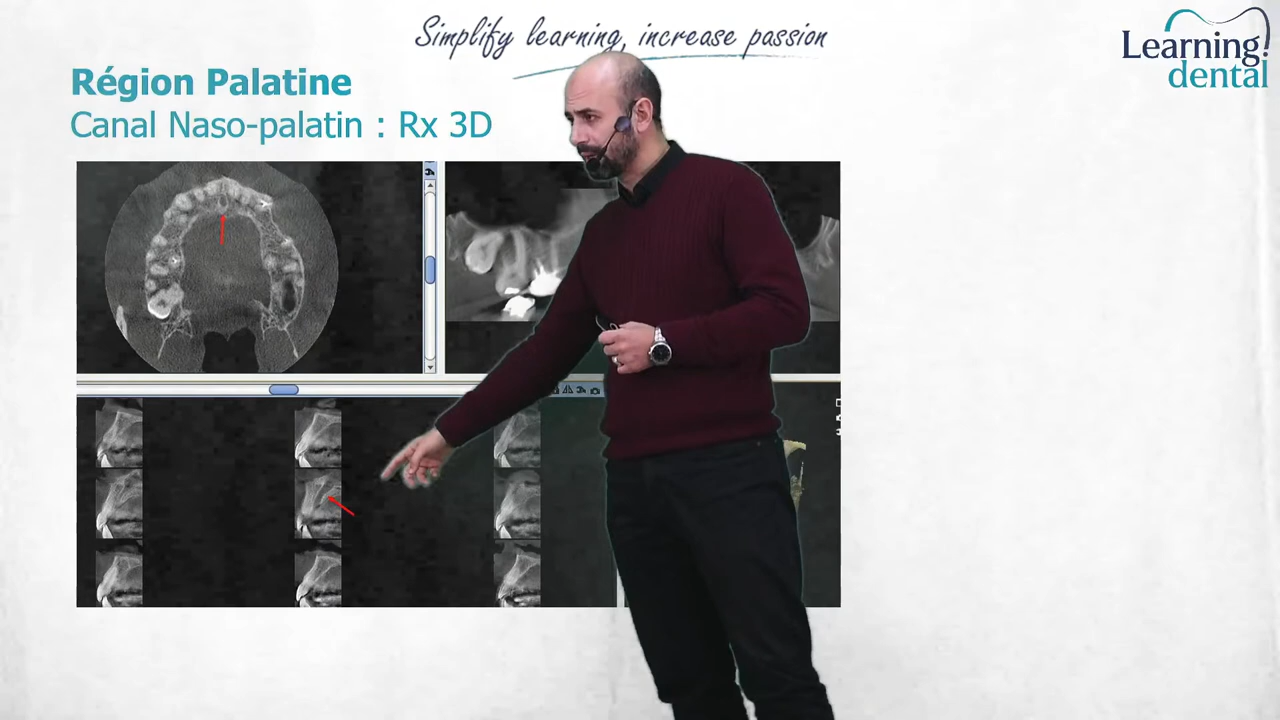 Simplify learning, increase passion
Learning!
dental
Région Palatine
Canal Naso-palatin : Rx 3D